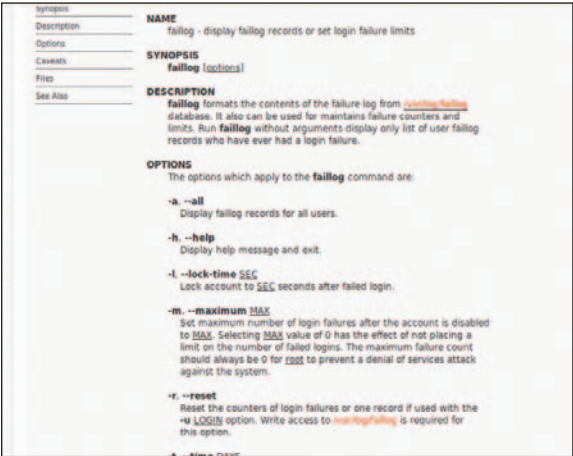 Synopsis
Description
Options
Caveats
Files
See Also
NAME
faillog - display faillog records or set login failure limits
SYNOPSIS
faillog [options]
DESCRIPTION
faillog formats the contents of the failure log from /var/log/faillog
database. It also can be used for maintains failure counters and
limits. Run faillog without arguments display only list of user faillog
records who have ever had a login failure.
OPTIONS
The options which apply to the faillog command are:
-a, --all
Display faillog records for all users.
-h, --help
Display help message and exit.
-l, --lock-time SEC
Lock account to SEC seconds after failed login.
-m, --maximum MAX
Set maximum number of login failures after the account is disabled
to MAX. Selecting MAX value of 0 has the effect of not placing a
limit on the number of failed logins. The maximum failure count
should always be 0 for root to prevent a denial of services attack
against the system.
-r, --reset
Reset the counters of login failures or one record if used with the
-u LOGIN option. Write access to /var/log/faillog is required for
this option.
-t, --time DAYS